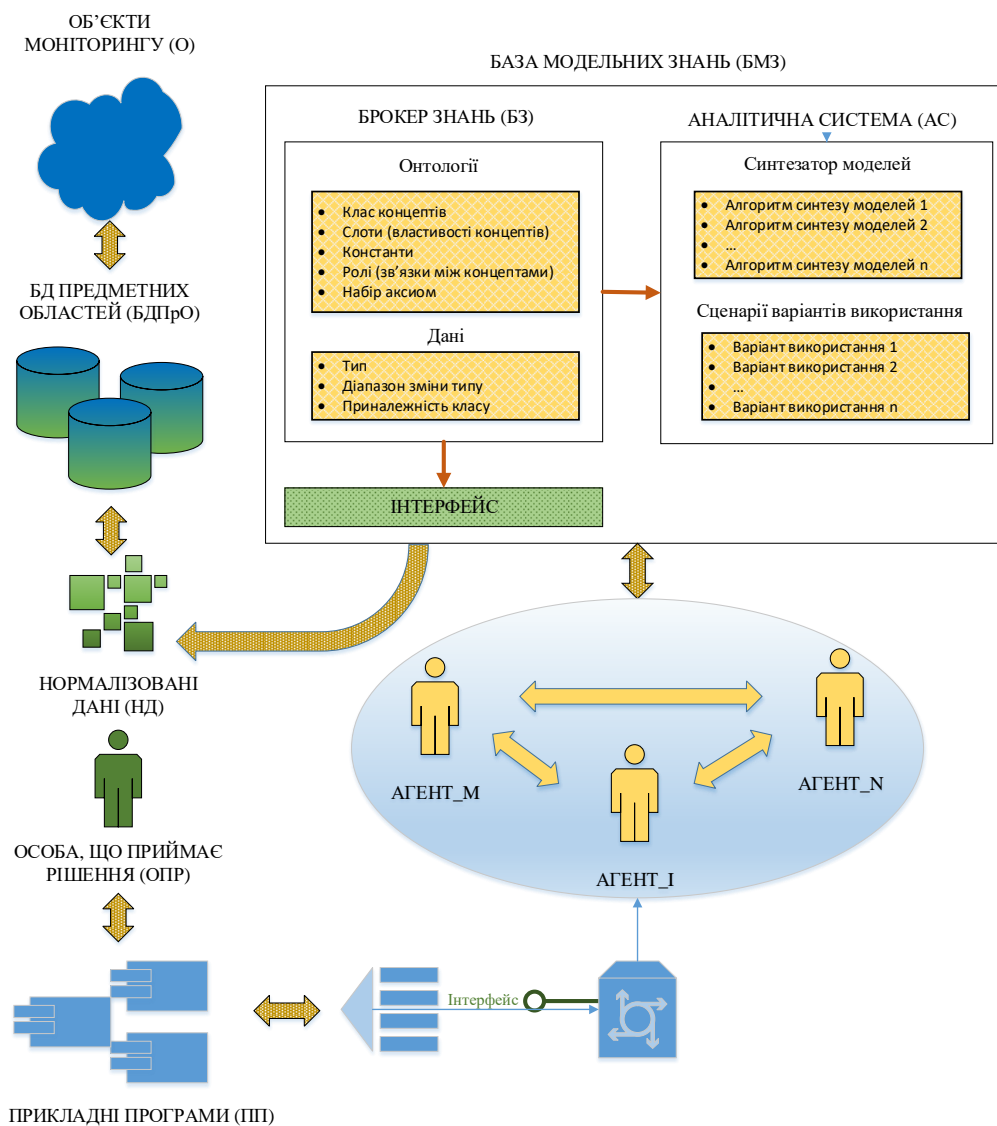 ОБ’ЄКТИ
МОНІТОРИНГУ (О)
БАЗА МОДЕЛЬНИХ ЗНАНЬ (БМЗ)
БРОКЕР ЗНАНЬ (БЗ)
Онтології
• Клас концептів
• Слоти (властивості концептів)
• Константи
• Ролі (зв’язки між концептами)
• Набір аксиом
Дані
• Тип
• Діапазон зміни типу
• Приналежність класу
ІНТЕРФЕЙС
АНАЛІТИЧНА СИСТЕМА (АС)
Синтезатор моделей
• Алгоритм синтезу моделей 1
• Алгоритм синтезу моделей 2
• ...
• Алгоритм синтезу моделей n
Сценарії варіантів використання
• Варіант використання 1
• Варіант використання 2
• ...
• Варіант використання n
БД ПРЕДМЕТНИХ
ОБЛАСТЕЙ (БДПрО)
НОРМАЛІЗОВАНІ
ДАНІ (НД)
АГЕНТ_M
АГЕНТ_N
АГЕНТ_I
ОСОБА, ЩО ПРИЙМАЄ
РІШЕННЯ (ОПР)
Інтерфейс
ПРИКЛАДНІ ПРОГРАМИ (ПП)